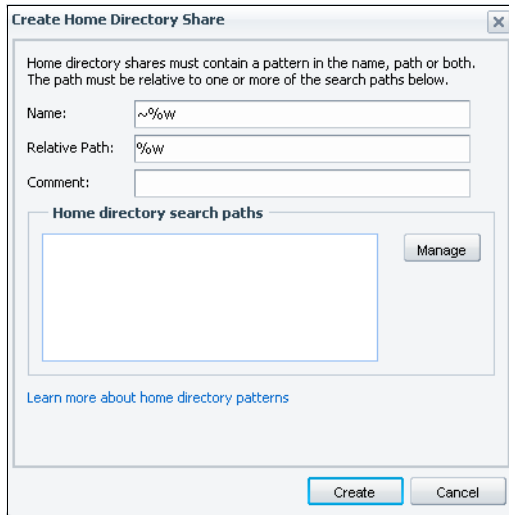 Create Home Directory Share
Home directory shares must contain a pattern in the name, path or both.
The path must be relative to one or more of the search paths below.
Name: ~%w
Relative Path: %w
Comment:
Home directory search paths
Manage
Learn more about home directory patterns
Create Cancel